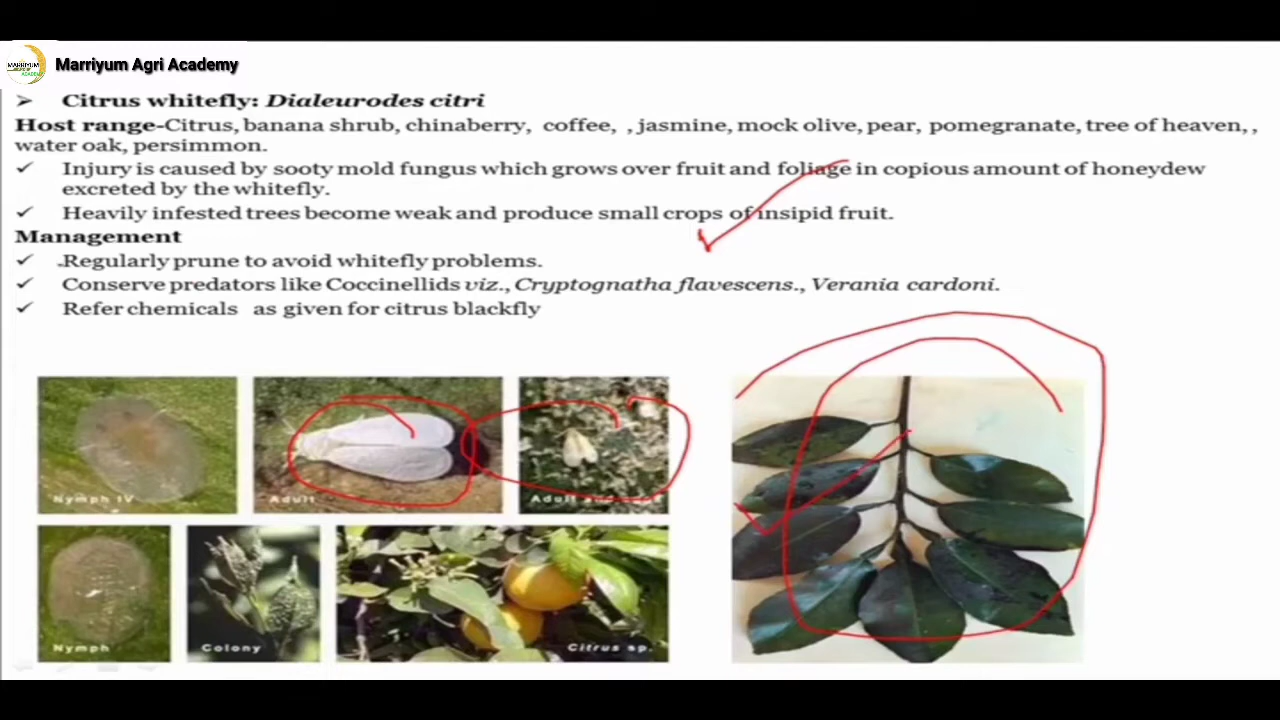 Marriyum Agri Academy
MARRIYUM
ACADEMY
➢ Citrus whitefly: Dialeurodes citri
Host range-Citrus, banana shrub, chinaberry, coffee, , jasmine, mock olive, pear, pomegranate, tree of heaven, ,
water oak, persimmon.
✓ Injury is caused by sooty mold fungus which grows over fruit and foliage in copious amount of honeydew
excreted by the whitefly.
✓ Heavily infested trees become weak and produce small crops of insipid fruit.
Management
✓ .Regularly prune to avoid whitefly problems.
✓ Conserve predators like Coccinellids viz., Cryptognatha flavescens., Verania cardoni.
✓ Refer chemicals as given for citrus blackfly
Nymph IV
Adult
Adult
Nymph
Colony
Citrus sp.